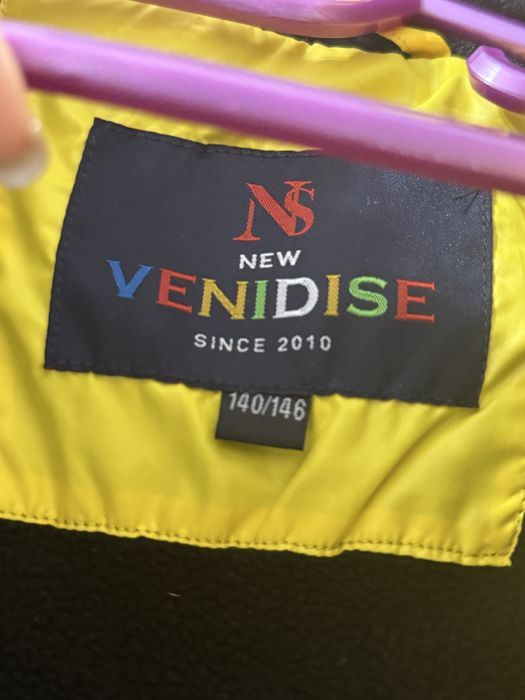 NS
NEW
VENIDISE
SINCE 2010
140/146